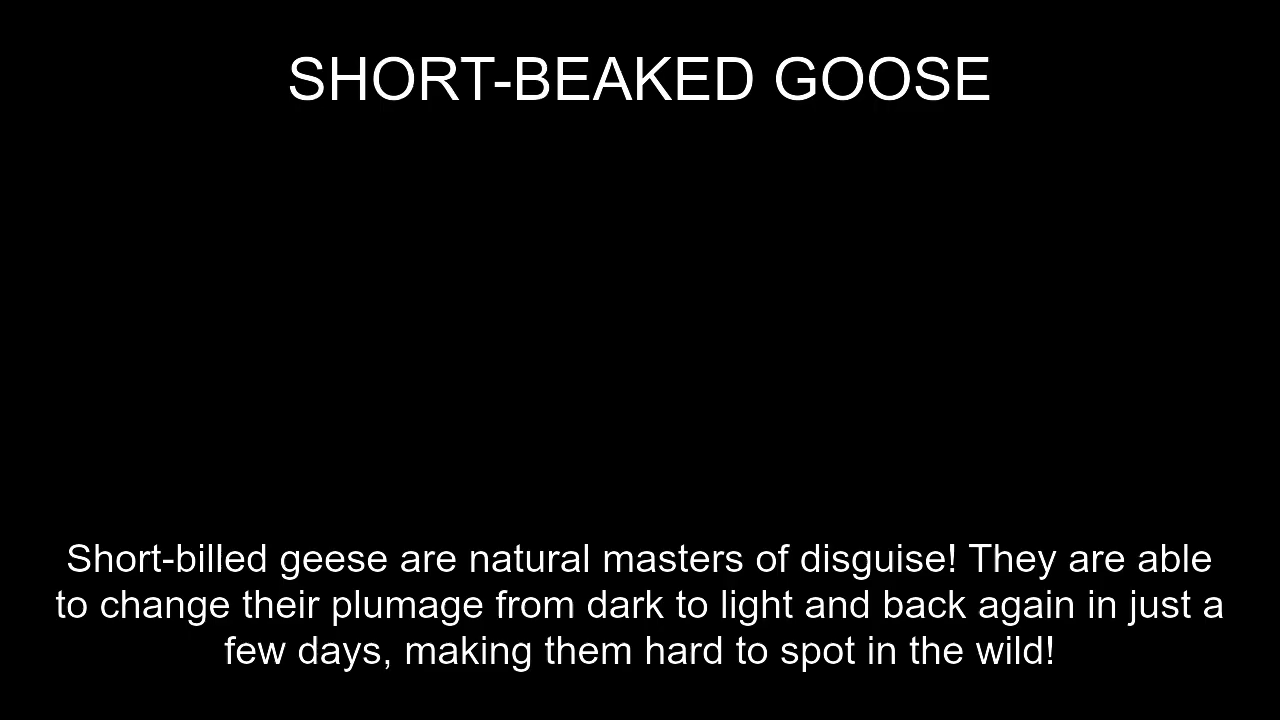 SHORT-BEAKED GOOSE
Short-billed geese are natural masters of disguise! They are able
to change their plumage from dark to light and back again in just a
few days, making them hard to spot in the wild!